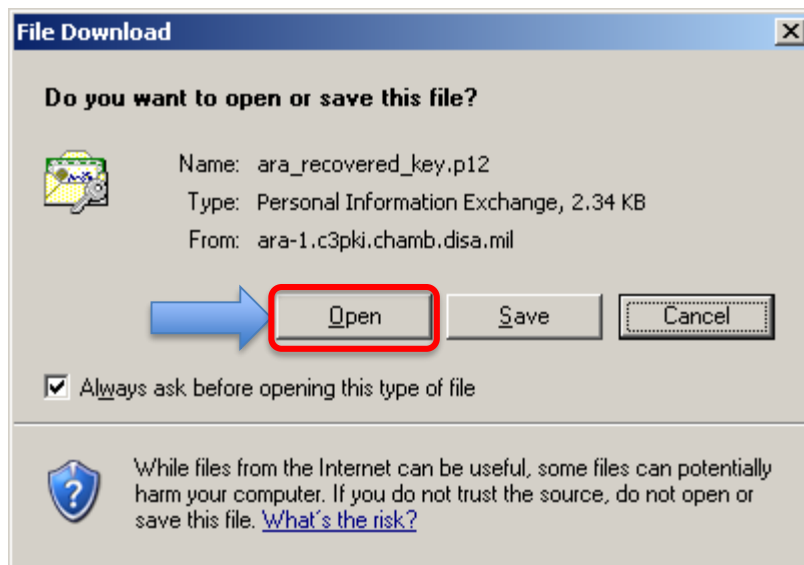 File Download
Do you want to open or save this file?
Name: ara_recovered_key.p12
Type: Personal Information Exchange, 2.34 KB
From: ara-1.c3pki.chamb.disa.mil
Open Save Cancel
Always ask before opening this type of file
While files from the Internet can be useful, some files can potentially
harm your computer. If you do not trust the source, do not open or
save this file. What's the risk?